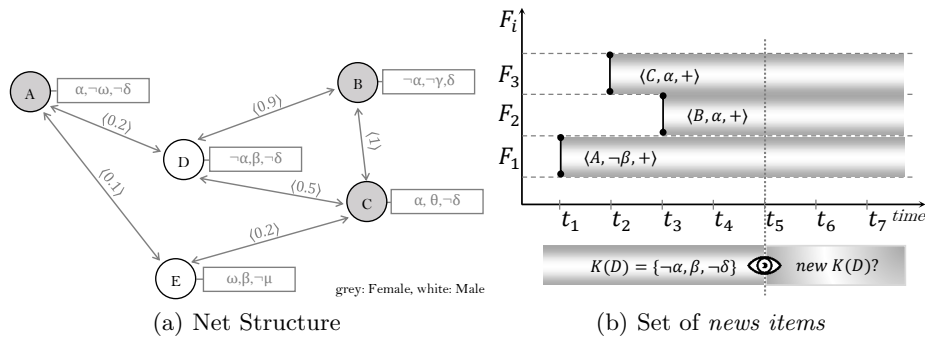 A
α,¬ω,¬δ
B
¬α,¬γ,δ
⟨0.9⟩
⟨0.2⟩
⟨1⟩
D
¬α,β,¬δ
⟨0.1⟩
⟨0.5⟩
C
α, θ,¬δ
⟨0.2⟩
E
ω,β,¬μ
grey: Female, white: Male
(a) Net Structure
F_i
F_3
⟨C, α, +⟩
F_2
⟨B, α, +⟩
F_1
⟨A, ¬β, +⟩
t_1 t_2 t_3 t_4 t_5 t_6 t_7 time
K(D) = {¬α, β, ¬δ} new K(D)?
(b) Set of news items